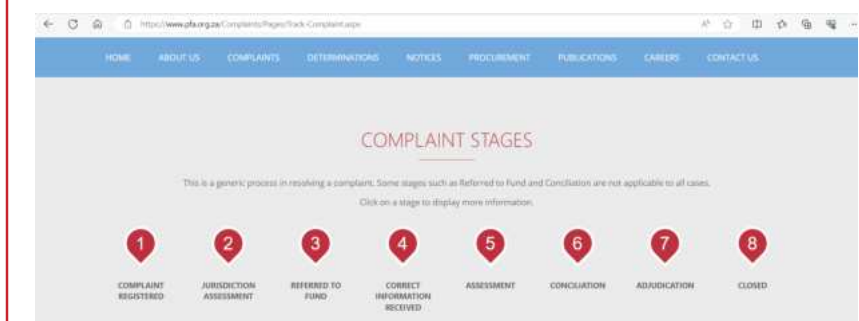 https://www.pfa.org.za/Complaints/Pages/Track-Complaint.aspx
HOME ABOUT US COMPLAINTS DETERMINATIONS NOTICES PROCUREMENT PUBLICATIONS CAREERS CONTACT US
COMPLAINT STAGES
This is a generic process in resolving a complaint. Some stages such as Referred to Fund and Conciliation are not applicable to all cases.
Click on a stage to display more information.
1 2 3 4 5 6 7 8
COMPLAINT JURISDICTION REFERRED TO CORRECT ASSESSMENT CONCILIATION ADJUDICATION CLOSED
REGISTERED ASSESSMENT FUND INFORMATION
RECEIVED